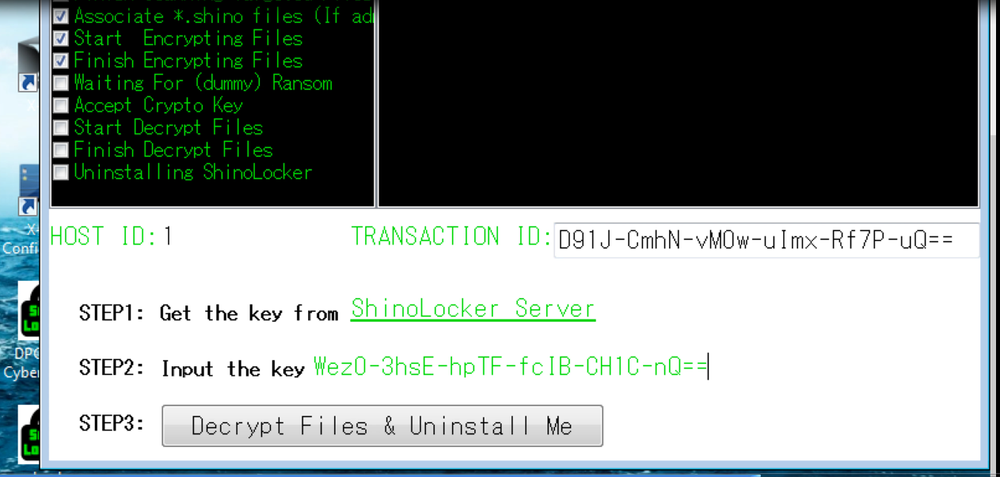 Associate *.shino files (If ad
Start Encrypting Files
Finish Encrypting Files
Waiting For (dummy) Ransom
Accept Crypto Key
Start Decrypt Files
Finish Decrypt Files
Uninstalling ShinoLocker
HOST ID: 1
TRANSACTION ID: D91J-CmhN-vM0w-uImx-Rf7P-uQ==
STEP1: Get the key from ShinoLocker Server
STEP2: Input the key WezO-3hsE-hpTF-fcIB-CH1C-nQ==
STEP3: Decrypt Files & Uninstall Me
X-
Confi
DPC
Cyber